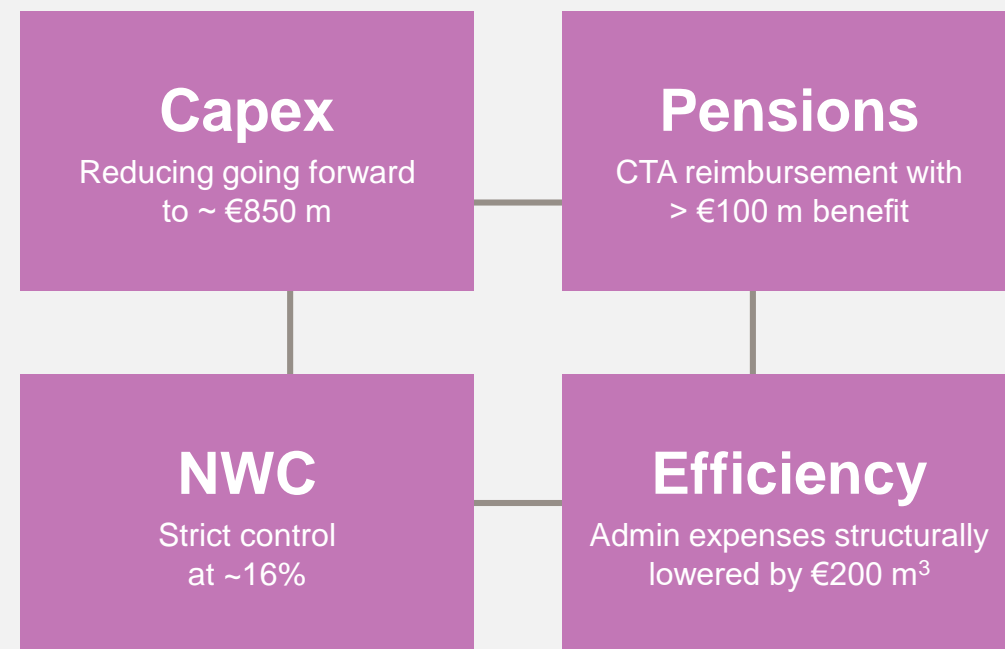 Capex
Reducing going forward
to ~ €850 m
Pensions
CTA reimbursement with
> €100 m benefit
NWC
Strict control
at ~16%
Efficiency
Admin expenses structurally
lowered by €200 m³